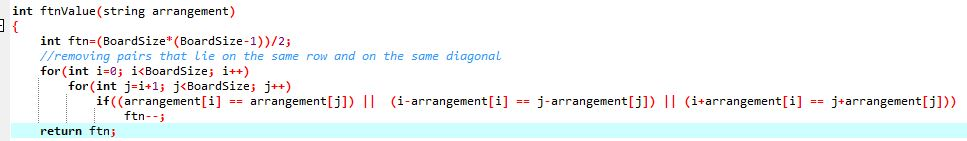 int ftnValue(string arrangement)
{
    int ftn=(BoardSize*(BoardSize-1))/2;
    //removing pairs that lie on the same row and on the same diagonal
    for(int i=0; i<BoardSize; i++)
        for(int j=i+1; j<BoardSize; j++)
            if((arrangement[i] == arrangement[j]) ||  (i-arrangement[i] == j-arrangement[j]) || (i+arrangement[i] == j+arrangement[j]))
                ftn--;
    return ftn;